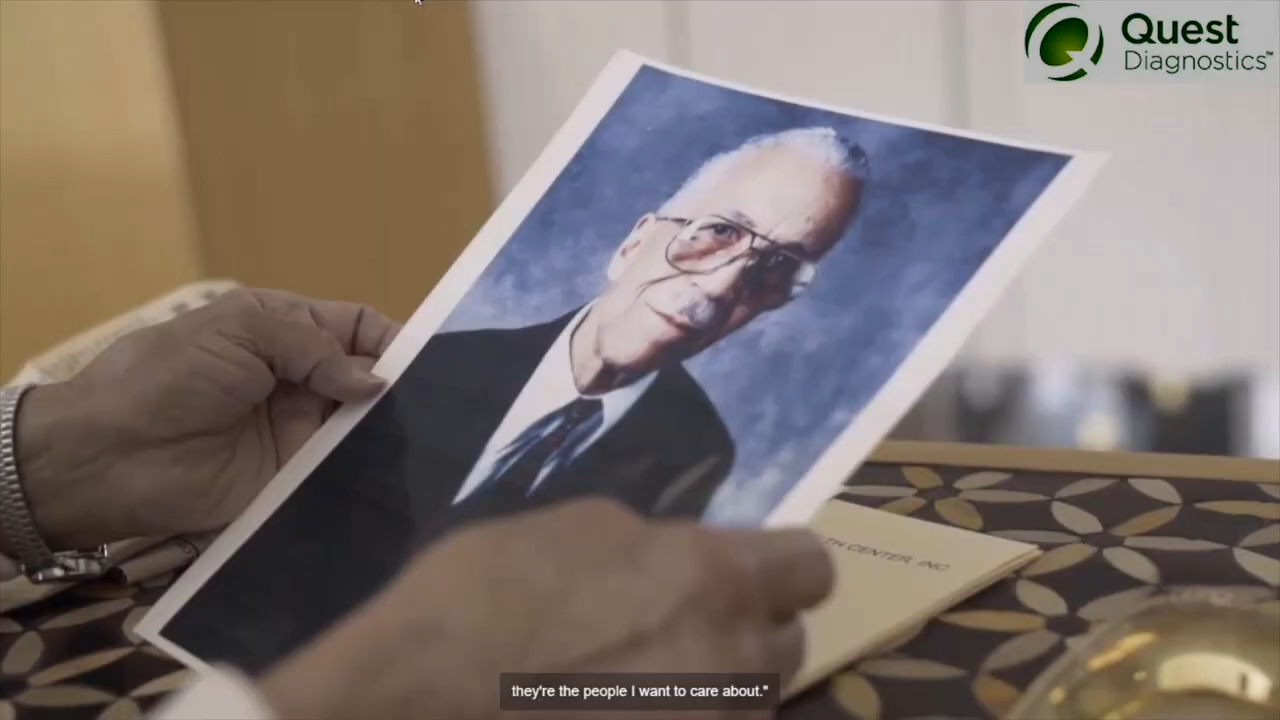 Quest
Diagnostics™
TH CENTER, INC
they're the people I want to care about."